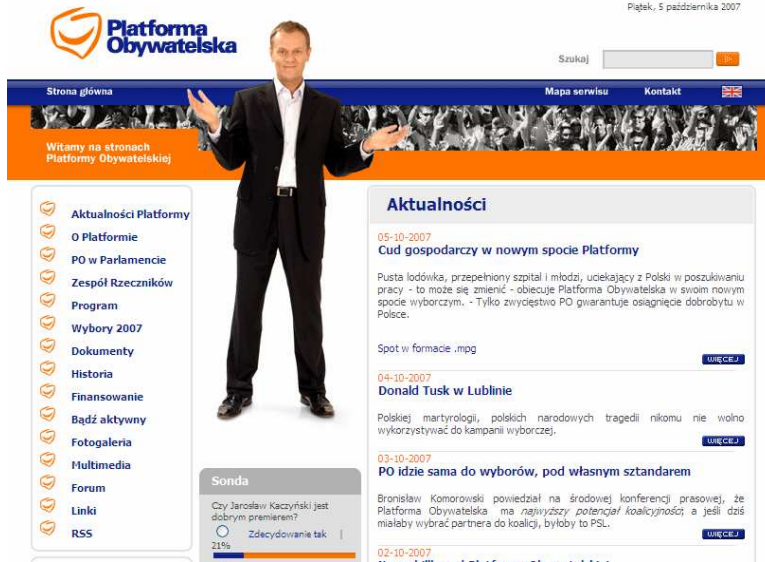 Piątek, 5 października 2007
Platforma
Obywatelska
Szukaj
Strona główna
Mapa serwisu
Kontakt
Witamy na stronach
Platformy Obywatelskiej
Aktualności Platformy
O Platformie
PO w Parlamencie
Zespół Rzeczników
Program
Wybory 2007
Dokumenty
Historia
Finansowanie
Bądź aktywny
Fotogaleria
Multimedia
Forum
Linki
RSS
Sonda
Czy Jarosław Kaczyński jest
dobrym premierem?
Zdecydowanie tak |
21%
Aktualności
05-10-2007
Cud gospodarczy w nowym spocie Platformy
Pusta lodówka, przepełniony szpital i młodzi, uciekający z Polski w poszukiwaniu
pracy - to może się zmienić - obiecuje Platforma Obywatelska w swoim nowym
spocie wyborczym. - Tylko zwycięstwo PO gwarantuje osiągnięcie dobrobytu w
Polsce.
Spot w formacie .mpg
WIĘCEJ
04-10-2007
Donald Tusk w Lublinie
Polskiej martyrologii, polskich narodowych tragedii nikomu nie wolno
wykorzystywać do kampanii wyborczej.
WIĘCEJ
03-10-2007
PO idzie sama do wyborów, pod własnym sztandarem
Bronisław Komorowski powiedział na środowej konferencji prasowej, że
Platforma Obywatelska ma najwyższy potencjał koalicyjności; a jeśli dziś
miałaby wybrać partnera do koalicji, byłoby to PSL.
WIĘCEJ
02-10-2007